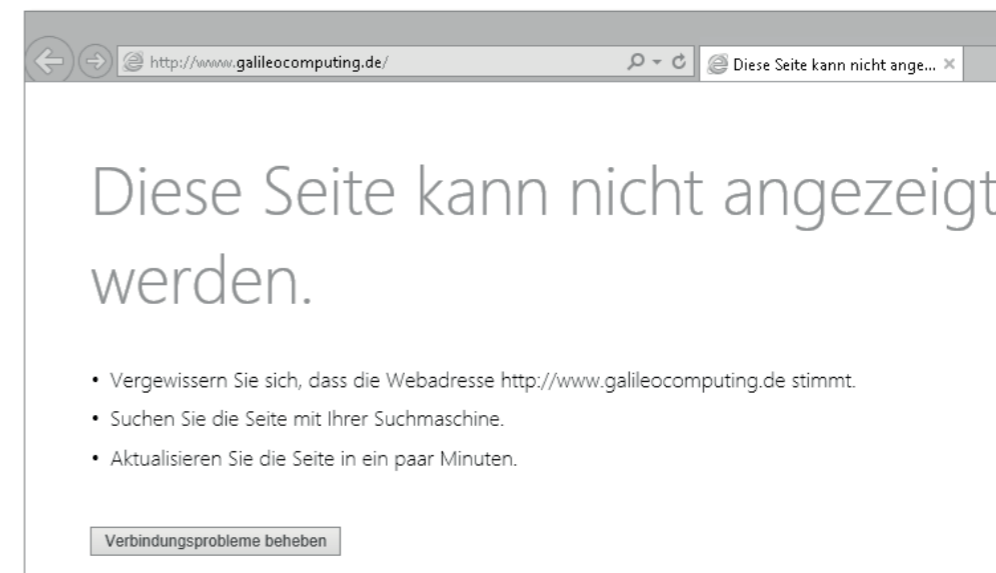 http://www.galileocomputing.de/
Diese Seite kann nicht ange...
Diese Seite kann nicht angezeigt
werden.
• Vergewissern Sie sich, dass die Webadresse http://www.galileocomputing.de stimmt.
• Suchen Sie die Seite mit Ihrer Suchmaschine.
• Aktualisieren Sie die Seite in ein paar Minuten.
Verbindungsprobleme beheben